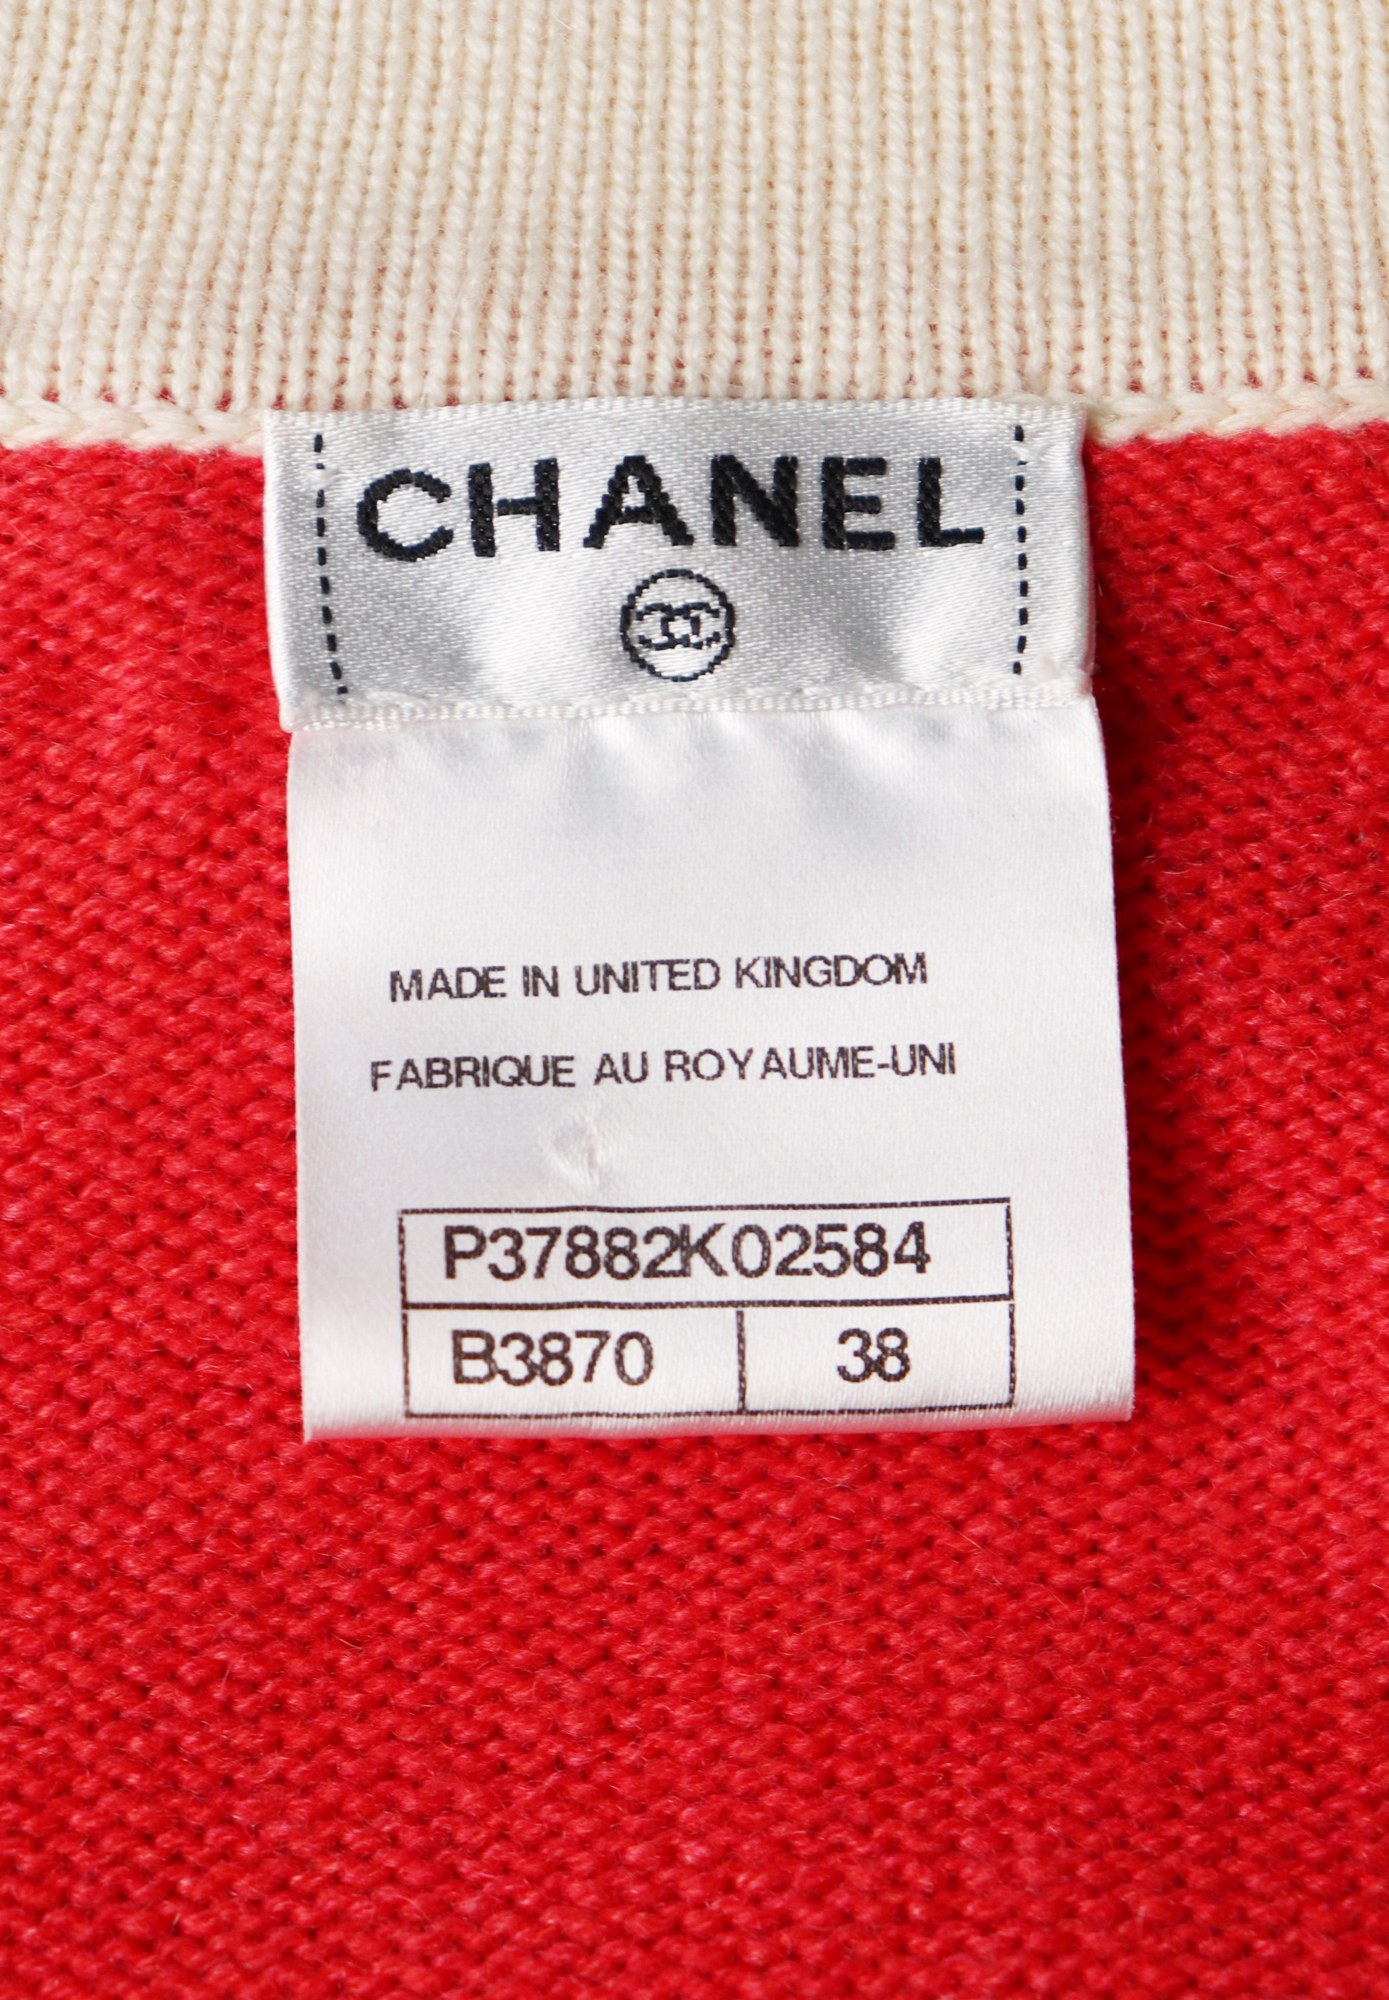 CHANEL
MADE IN UNITED KINGDOM
FABRIQUE AU ROYAUME-UNI
P37882K02584
B3870 38